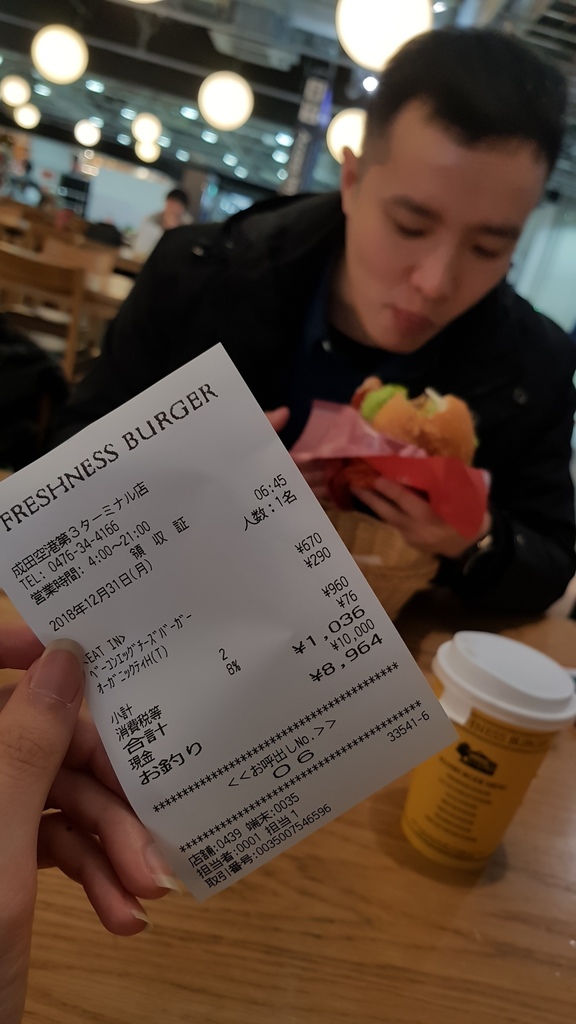 FRESHNESS BURGER
成田空港第3ターミナル店
TEL: 0476-34-4166
営業時間: 4:00~21:00
領 収 証
2018年12月31日(月) 06:45
人数:1名
EAT IN>
ベーコンエッグチーズバーガー ¥670
オーガニックティH(T) ¥290
小計 2 ¥960
消費税等 8% ¥76
合計 ¥1,036
現金 ¥10,000
お釣り ¥8,964
********************************
<<お呼出しNo.>>
06
********************************
33541-6
店舗:0439 端末:0035
担当者:0001 担当1
取引番号:0035007546596
NESS BURGER